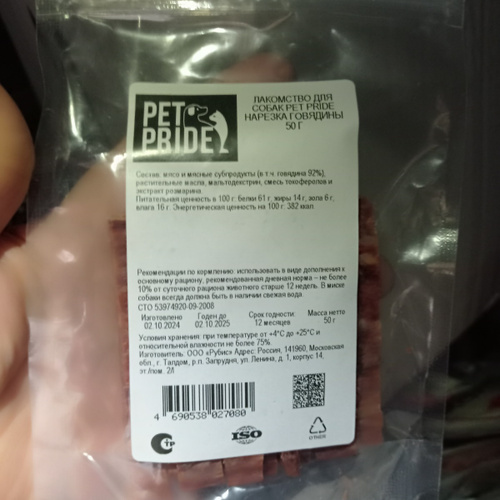 PET PRIDE
ЛАКОМСТВО ДЛЯ
СОБАК PET PRIDE
НАРЕЗКА ГОВЯДИНЫ
50 Г
Состав: мясо и мясные субпродукты (в т.ч. говядина 92%),
растительные масла, мальтодекстрин, смесь токоферолов и
экстракт розмарина.
Питательная ценность в 100 г: белки 61 г, жиры 14 г, зола 6 г,
влага 16 г. Энергетическая ценность на 100 г: 382 ккал.
Рекомендации по кормлению: использовать в виде дополнения к
основному рациону, рекомендованная дневная норма – не более
10% от суточного рациона животного старше 12 недель. В миске
собаки всегда должна быть в наличии свежая вода.
СТО 53974920-09-2008
Изготовлено Годен до Срок годности: Масса нетто
02.10.2024 02.10.2025 12 месяцев 50 г
Условия хранения: при температуре от +4°С до +25°С и
относительной влажности не более 75%.
Изготовитель: ООО «Рубис» Адрес: Россия, 141960, Московская
обл., г. Талдом, р.п. Запрудня, ул. Ленина, д. 1, корпус 14,
эт./пом. 2/I
4 690538 027080
СТР
ISO
OTHER